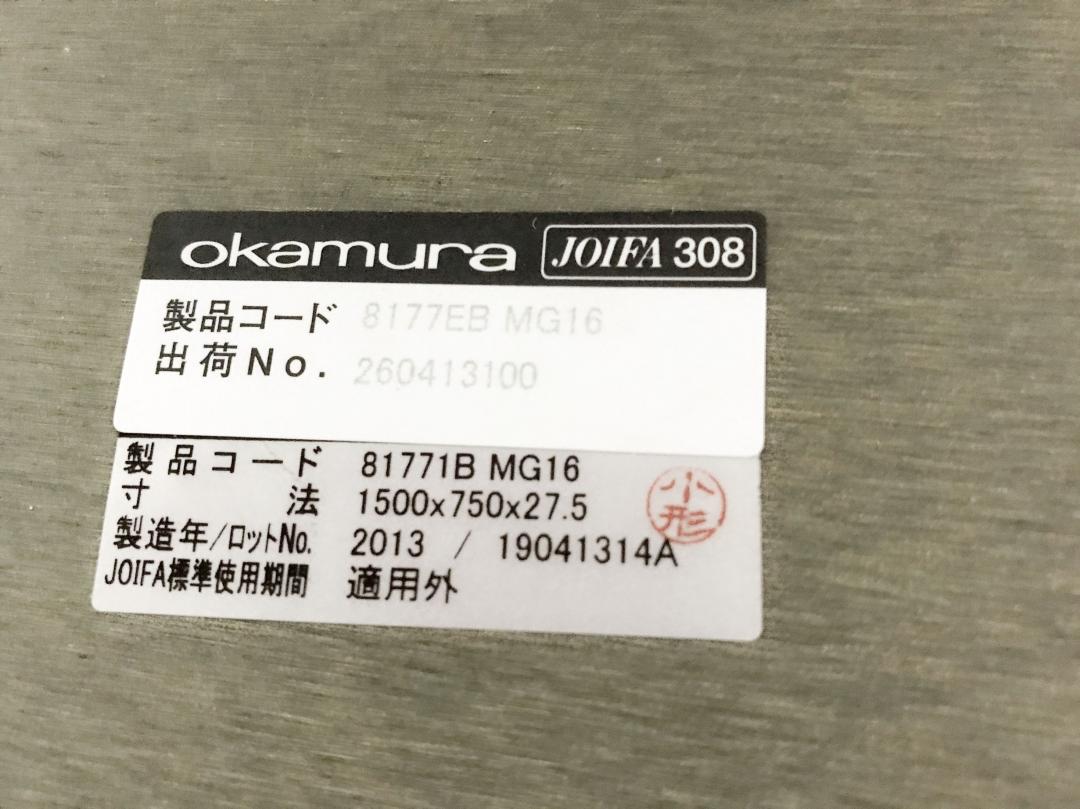 okamura JOIFA 308
製品コード 8177EB MG16
出荷No. 260413100
製品コード 81771B MG16
寸法 1500x750x27.5
製造年/ロットNo. 2013 / 19041314A
JOIFA標準使用期間 適用外
小形